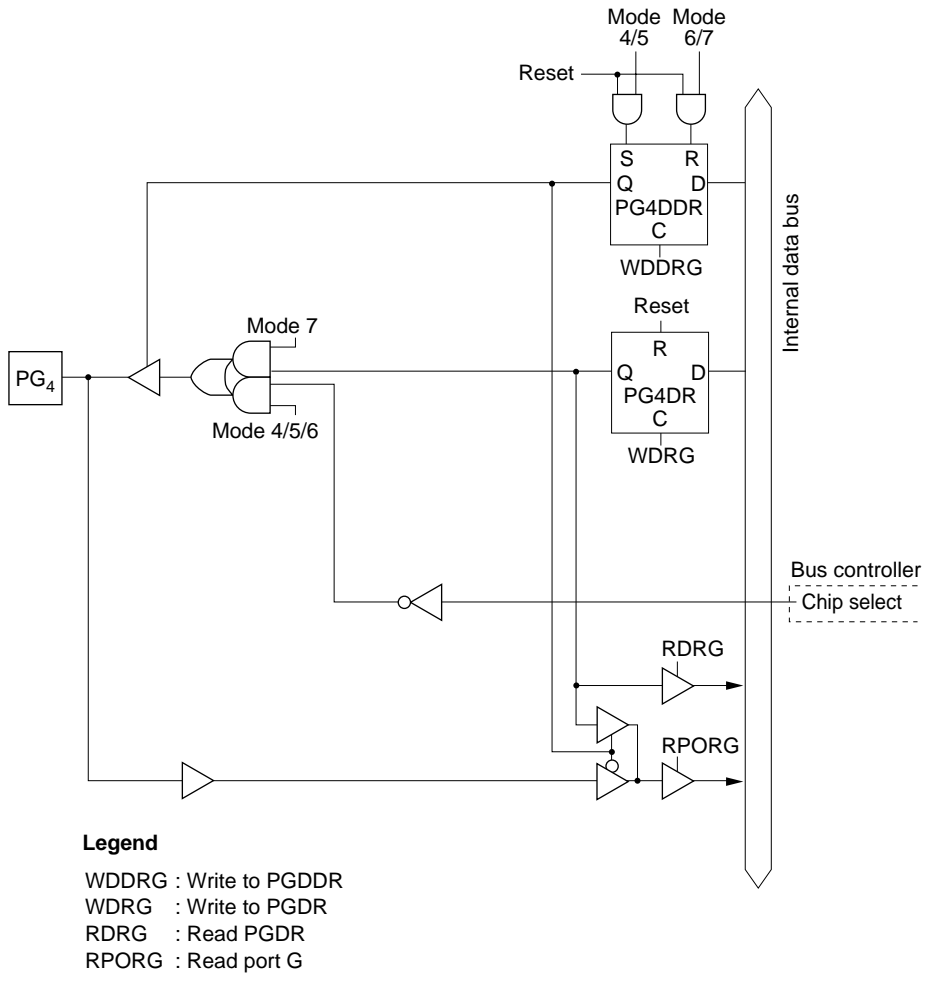 Mode
4/5
Mode
6/7
Reset
S R
Q D
PG4DDR
C
WDDRG
Internal data bus
Reset
R
Q D
PG4DR
C
WDRG
Mode 7
PG4
Mode 4/5/6
Bus controller
Chip select
RDRG
RPORG
Legend
WDDRG : Write to PGDDR
WDRG : Write to PGDR
RDRG : Read PGDR
RPORG : Read port G